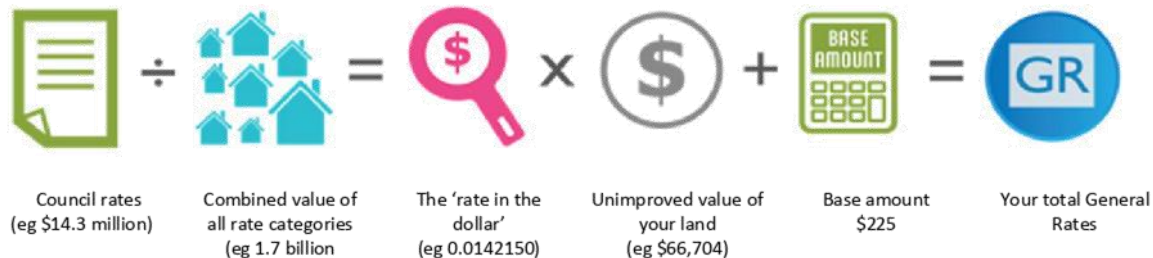 $
÷
=
x
$
+
BASE
AMOUNT
=
GR
Council rates
(eg $14.3 million)
Combined value of
all rate categories
(eg 1.7 billion
The ‘rate in the
dollar’
(eg 0.0142150)
Unimproved value of
your land
(eg $66,704)
Base amount
$225
Your total General
Rates